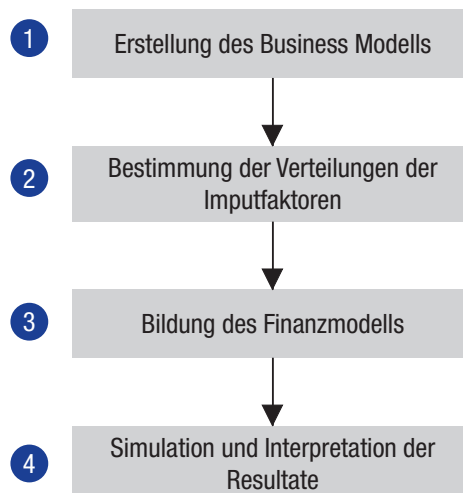 1
Erstellung des Business Modells
2
Bestimmung der Verteilungen der
Imputfaktoren
3
Bildung des Finanzmodells
4
Simulation und Interpretation der
Resultate